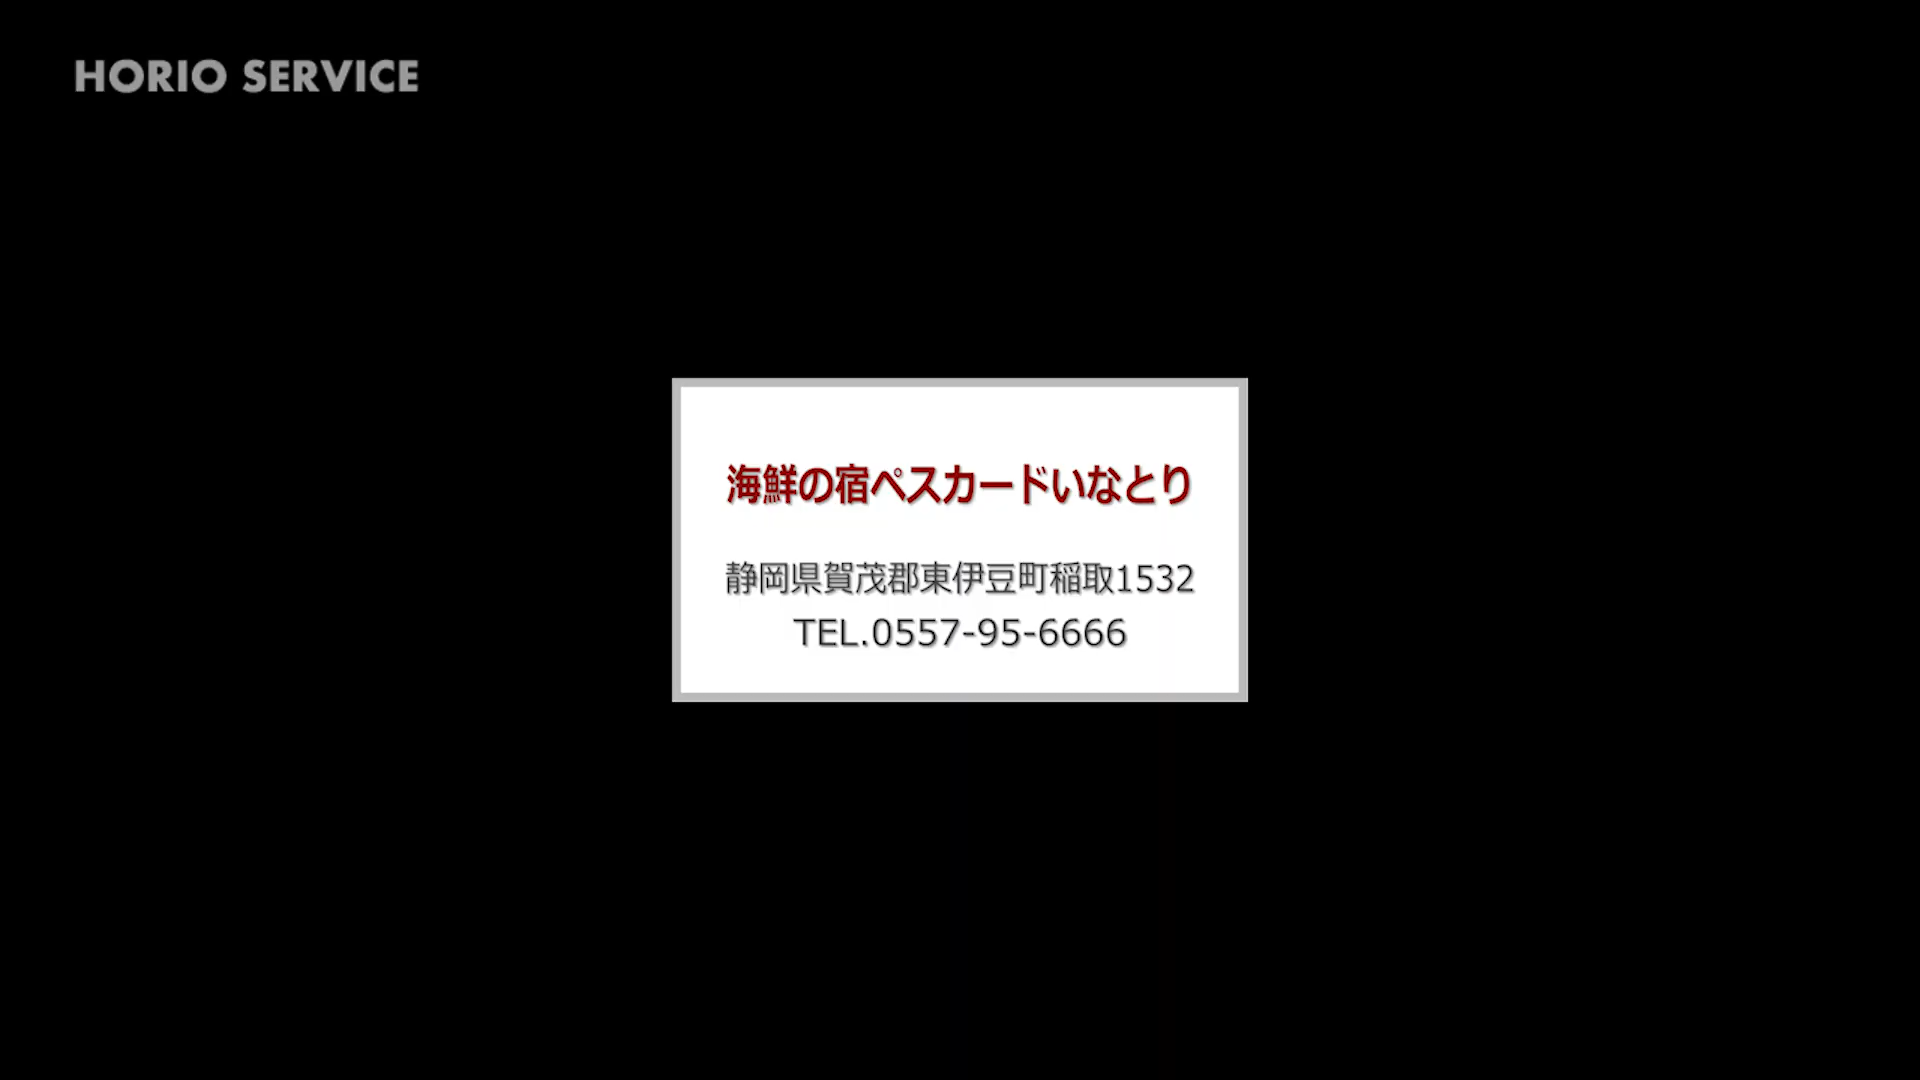 HORIO SERVICE
海鮮の宿ペスカードいなとり
静岡県賀茂郡東伊豆町稲取1532
TEL.0557-95-6666